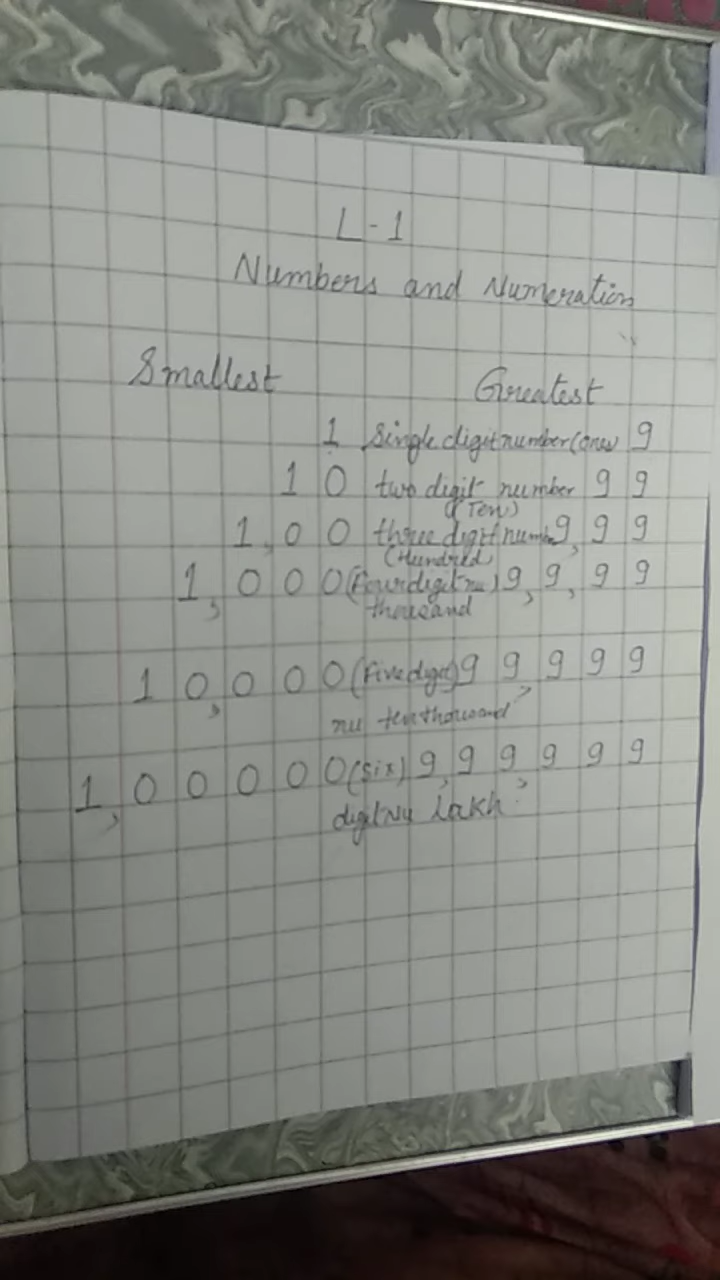 L-1
Numbers and Numeration
Smallest Greatest
1 single digit number (ones 9
1 0 two digit number 9 9
(Ten)
1,0 0 three digit numb 9,9 9
(Hundred)
1,0 0 0 (Four digit nu) 9,9,9 9
thousand
1 0,0 0 0 (Five digit) 9 9,9 9 9
nu ten thousand
1,0 0 0 0 0 (six) 9,9 9,9 9 9
digit Nu lakh